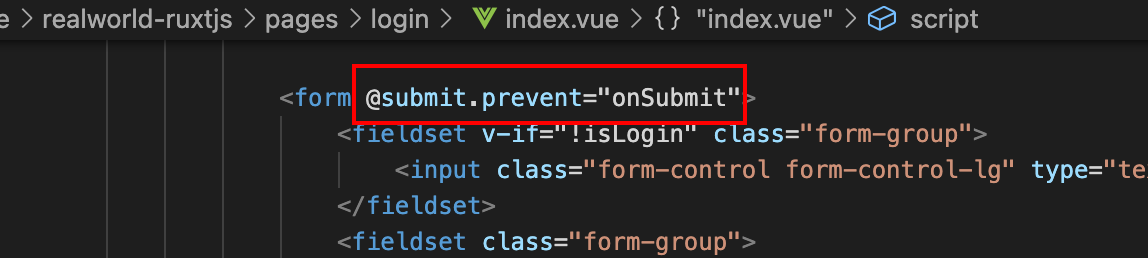 e > realworld-ruxtjs > pages > login > index.vue > {} "index.vue" > script
<form @submit.prevent="onSubmit">
<fieldset v-if="!isLogin" class="form-group">
<input class="form-control form-control-lg" type="te
</fieldset>
<fieldset class="form-group">